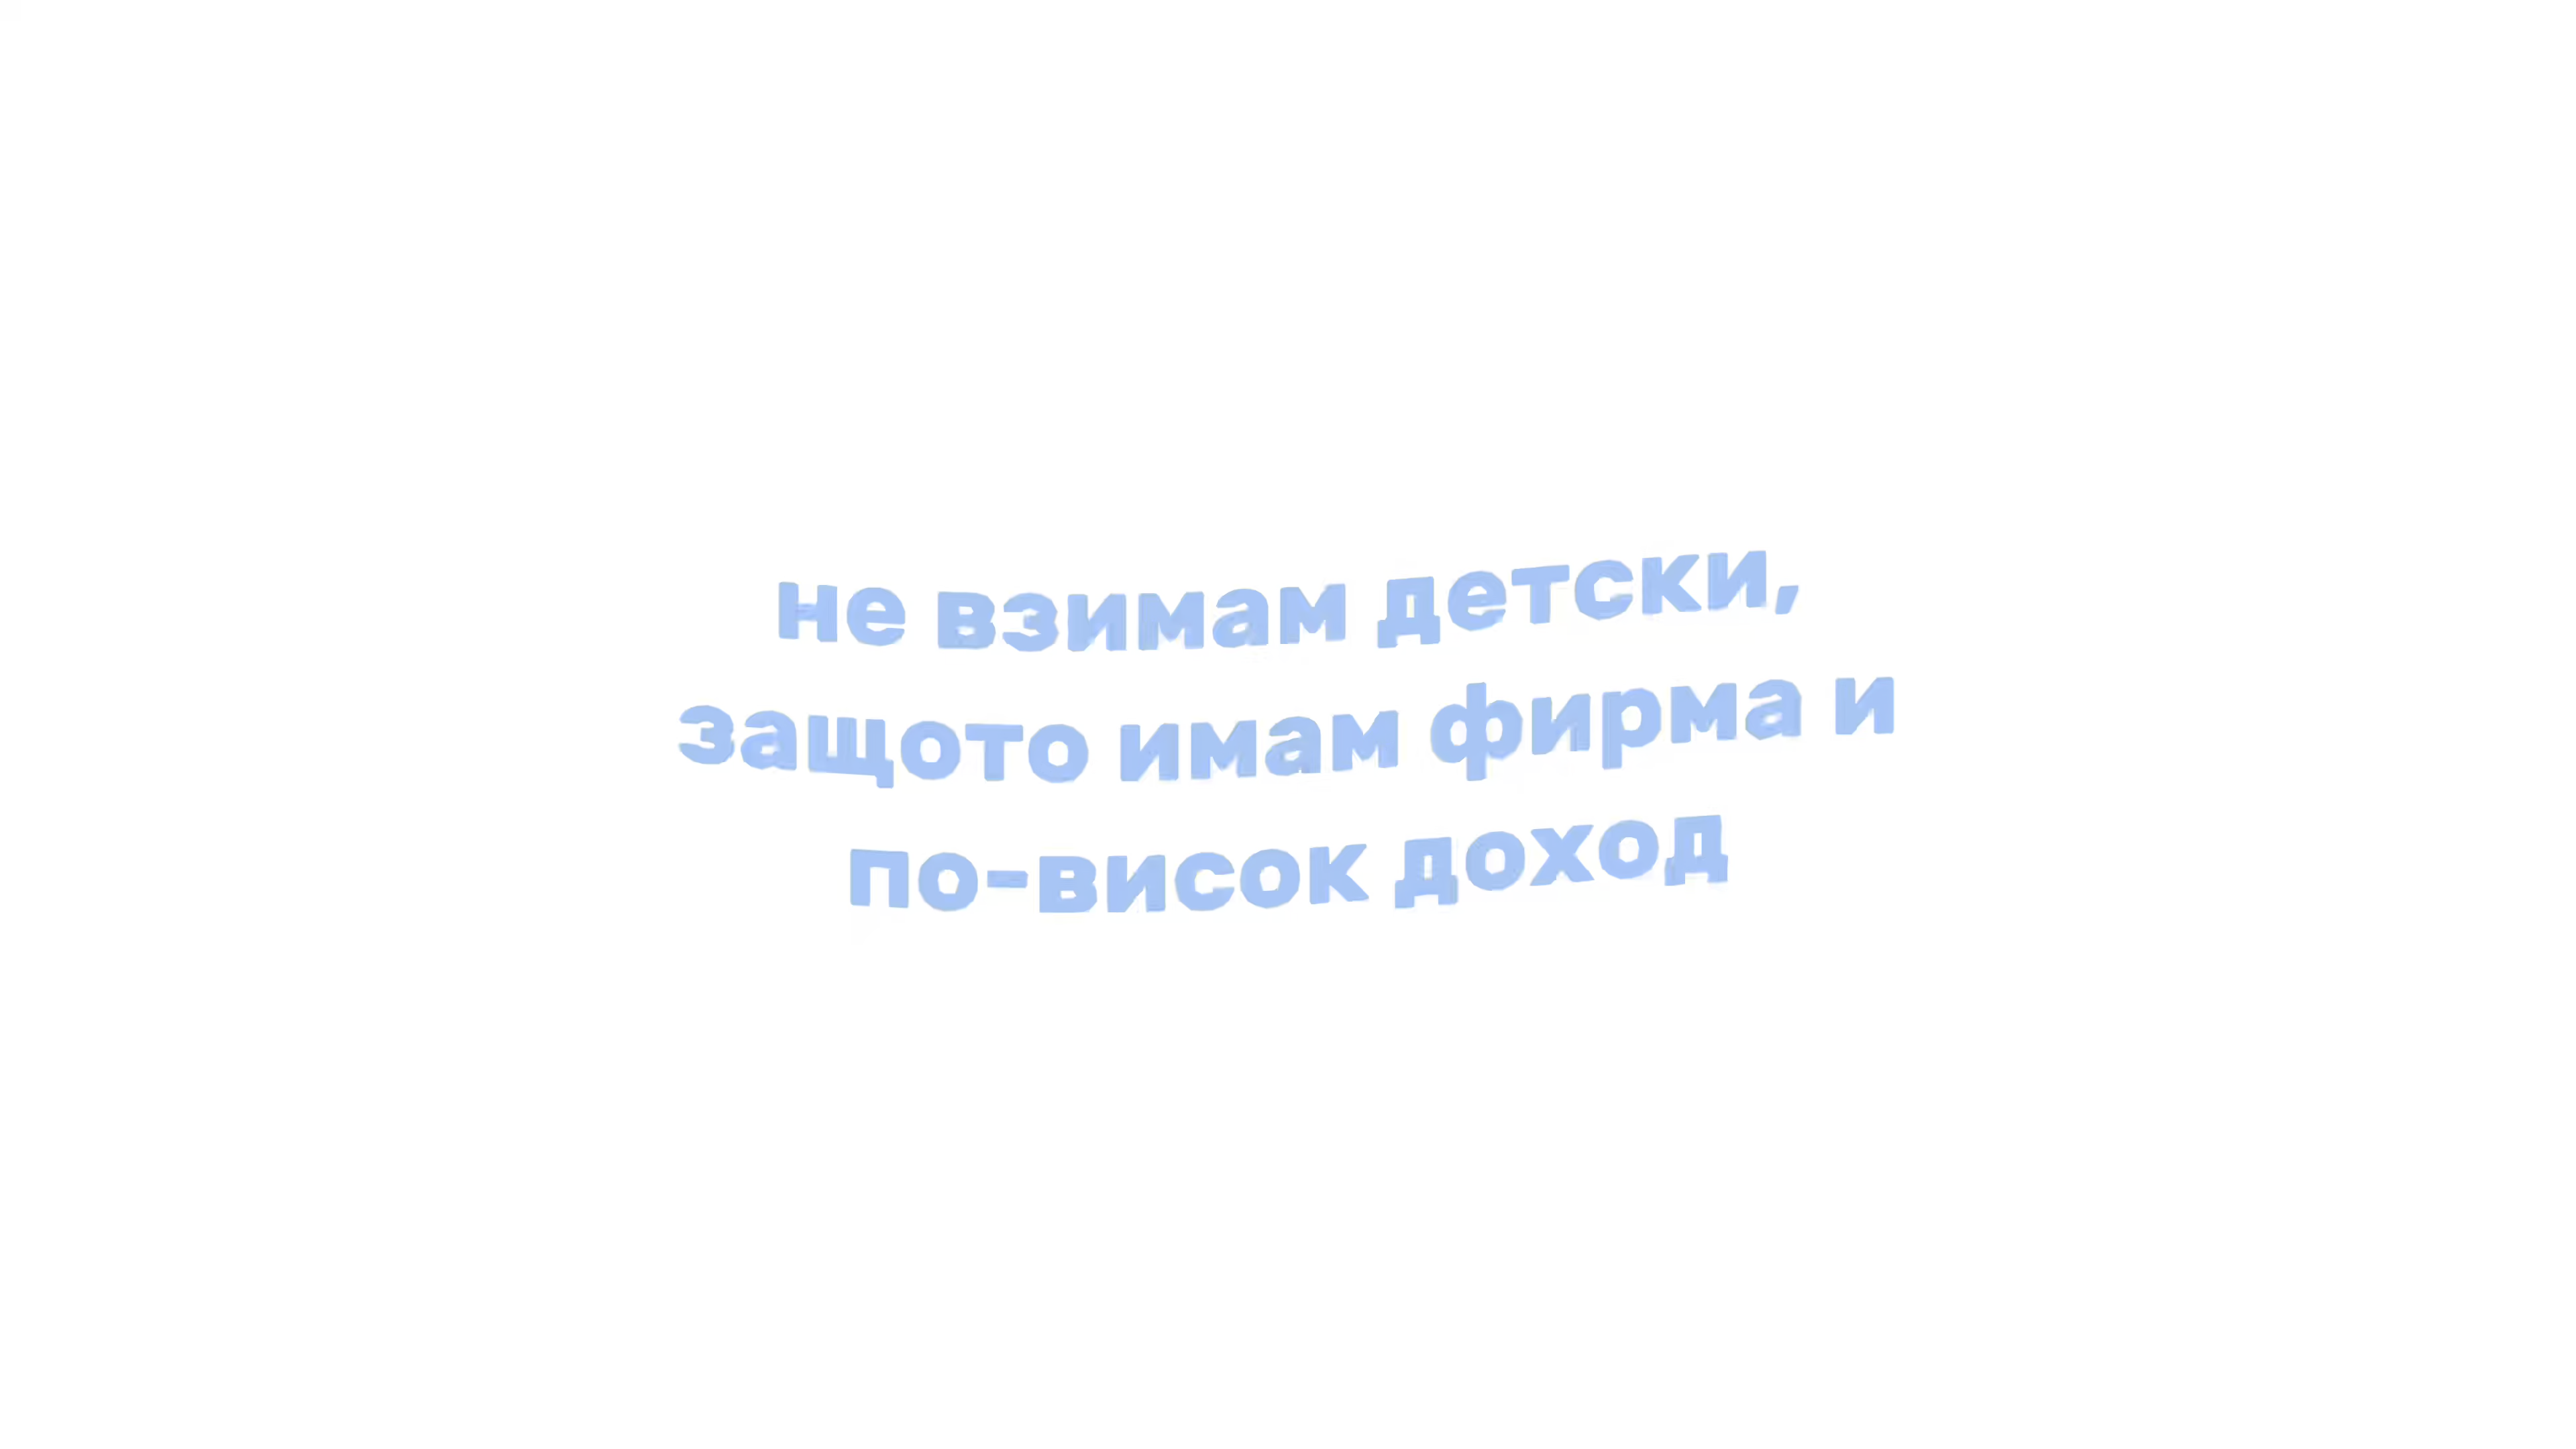 не взимам детски,
защото имам фирма и
по-висок доход